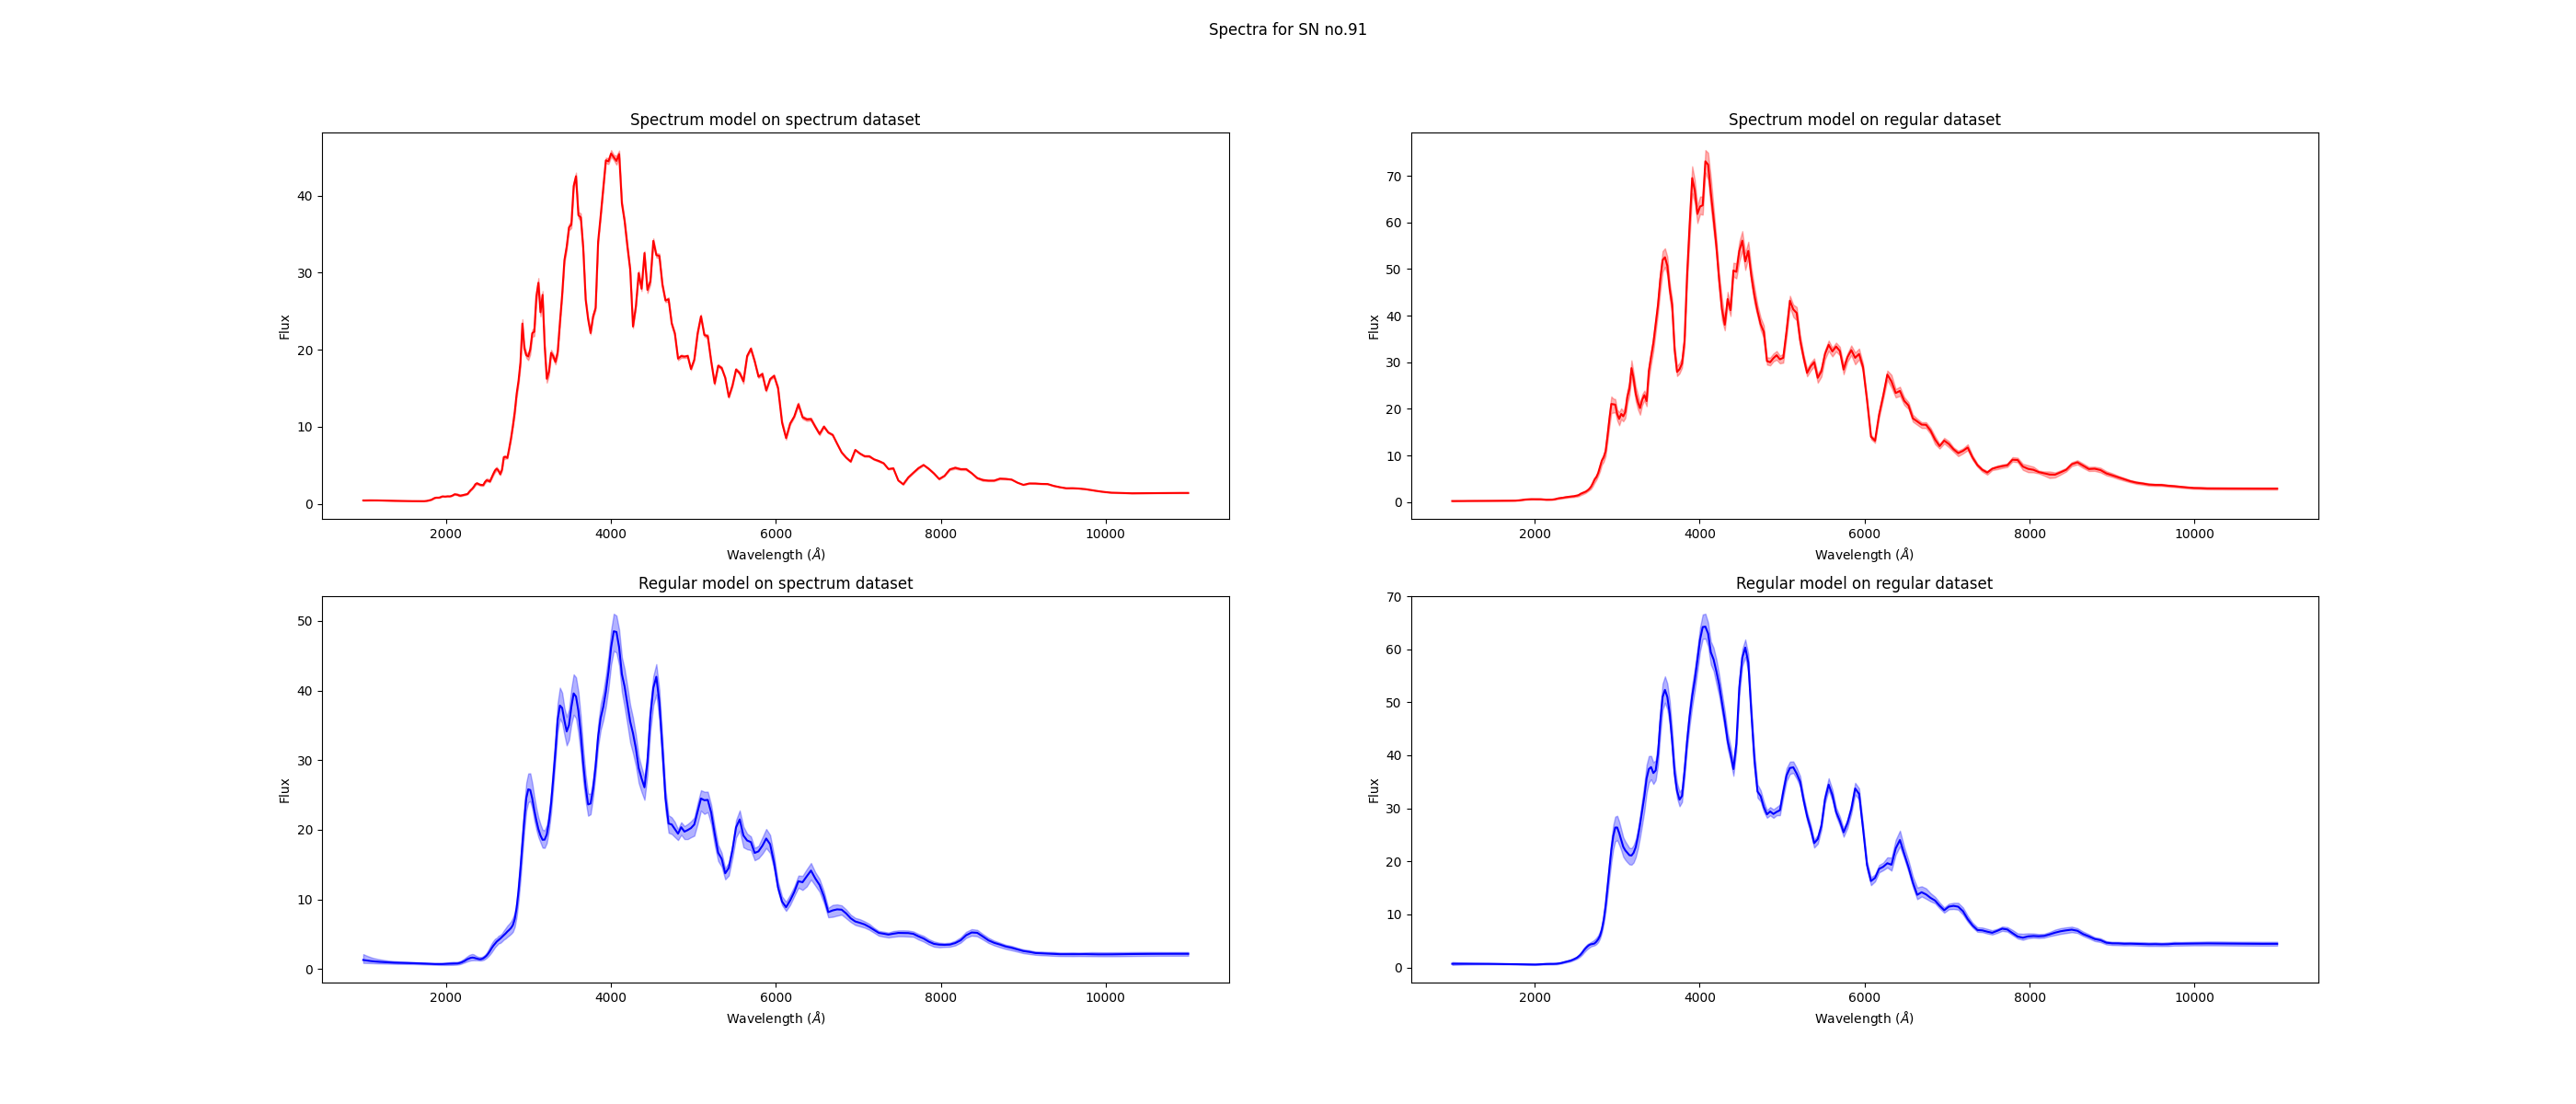 Spectra for SN no.91
Spectrum model on spectrum dataset
Flux
40
30
20
10
0
2000 4000 6000 8000 10000
Wavelength (Å)
Spectrum model on regular dataset
Flux
70
60
50
40
30
20
10
0
2000 4000 6000 8000 10000
Wavelength (Å)
Regular model on spectrum dataset
Flux
50
40
30
20
10
0
2000 4000 6000 8000 10000
Wavelength (Å)
Regular model on regular dataset
Flux
70
60
50
40
30
20
10
0
2000 4000 6000 8000 10000
Wavelength (Å)